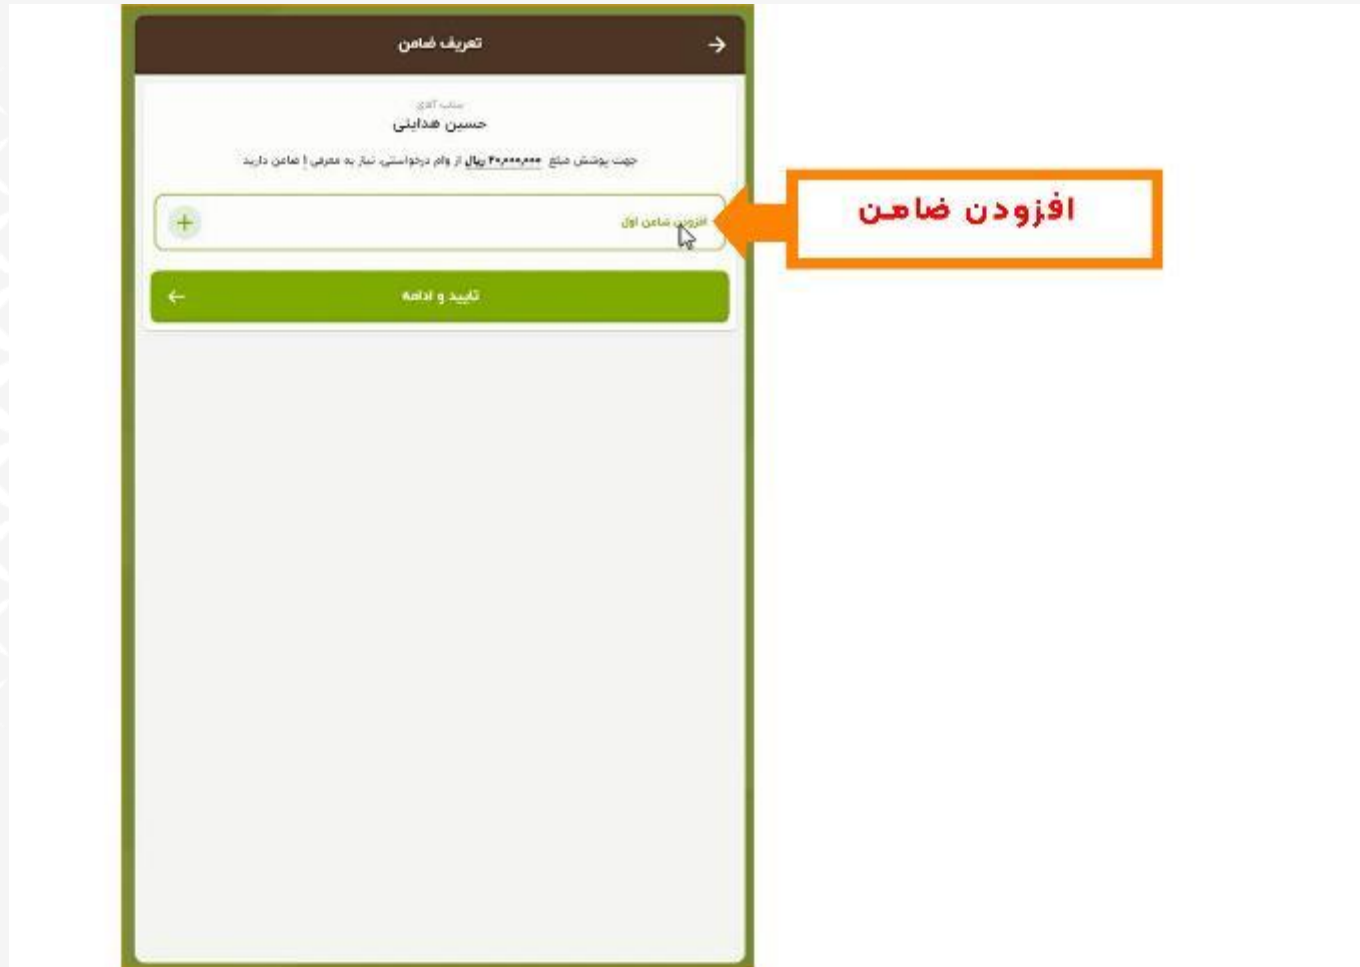 تعریف ضامن
جناب آقای
حسین هدایتی
جهت پوشش مبلغ ۲۰,۰۰۰,۰۰۰ ریال از وام درخواستی، نیاز به معرفی ۱ ضامن دارید
افزودن ضامن اول
تایید و ادامه
افزودن ضامن